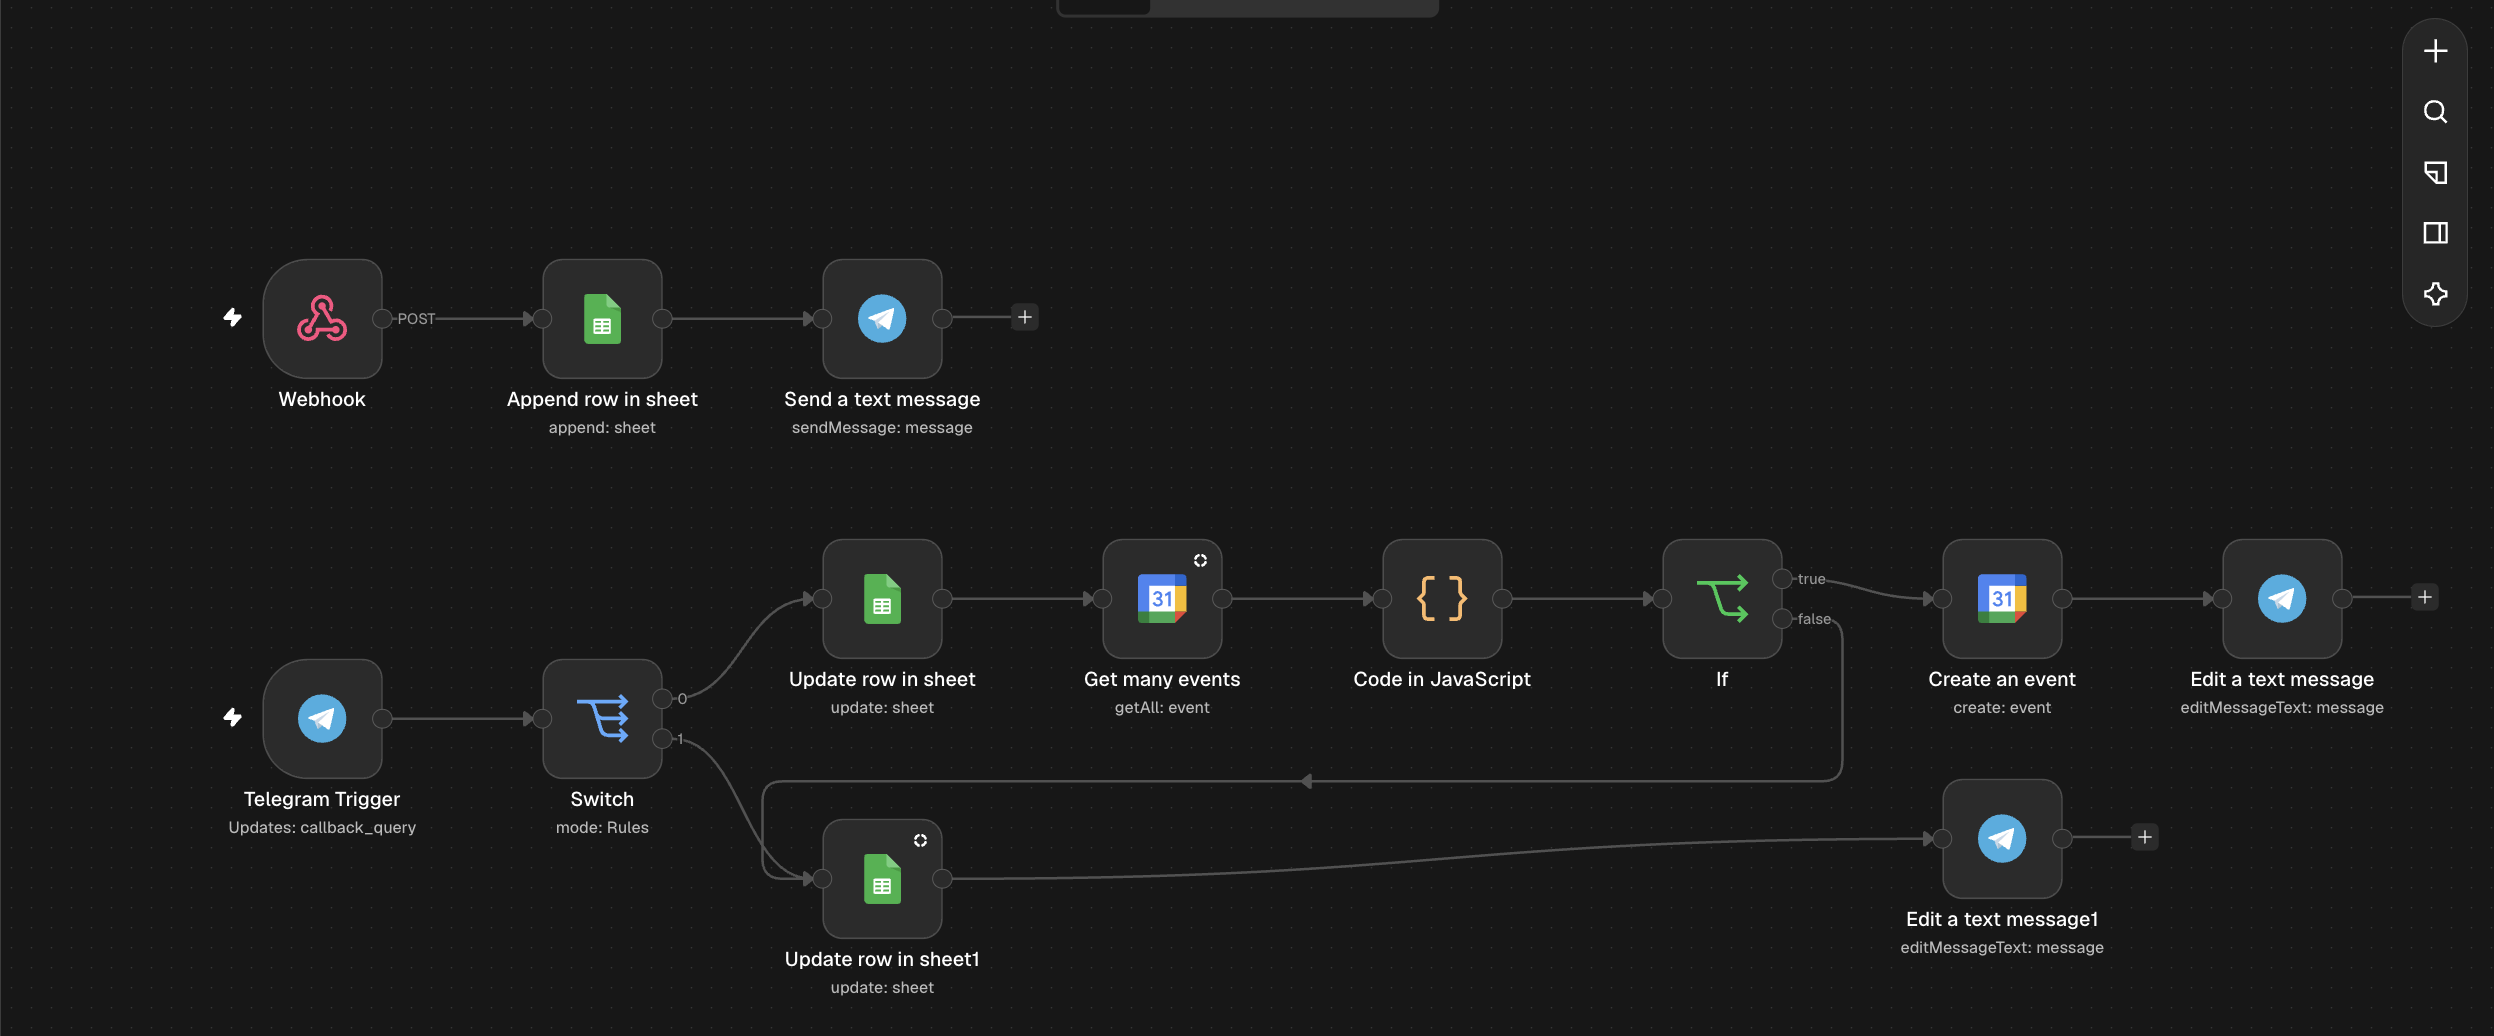 POST
Webhook
Append row in sheet
append: sheet
Send a text message
sendMessage: message
Telegram Trigger
Updates: callback_query
Switch
mode: Rules
0
1
Update row in sheet
update: sheet
31
Get many events
getAll: event
Code in JavaScript
If
true
false
31
Create an event
create: event
Edit a text message
editMessageText: message
Update row in sheet1
update: sheet
Edit a text message1
editMessageText: message